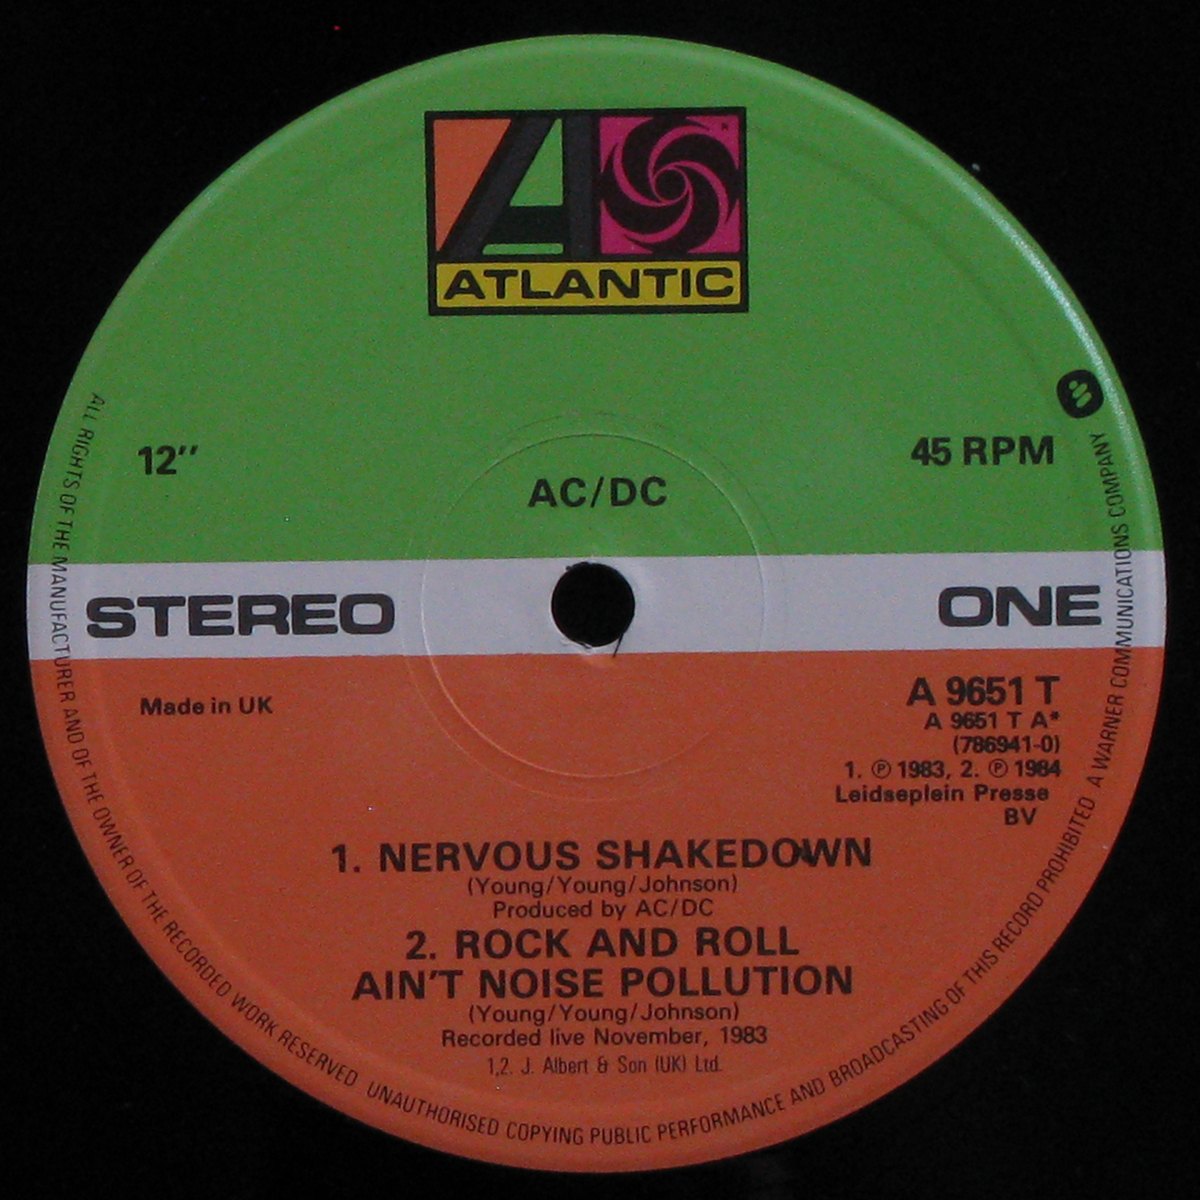 ATLANTIC
12"
45 RPM
AC/DC
STEREO
ONE
Made in UK
A 9651 T
A 9651 T A*
(786941-0)
1. ℗ 1983, 2. ℗ 1984
Leidseplein Presse
BV
1. NERVOUS SHAKEDOWN
(Young/Young/Johnson)
Produced by AC/DC
2. ROCK AND ROLL
AIN'T NOISE POLLUTION
(Young/Young/Johnson)
Recorded live November, 1983
1,2. J. Albert & Son (UK) Ltd.
ALL RIGHTS OF THE MANUFACTURER AND OF THE OWNER OF THE RECORDED WORK RESERVED UNAUTHORISED COPYING PUBLIC PERFORMANCE AND BROADCASTING OF THIS RECORD PROHIBITED A WARNER COMMUNICATIONS COMPANY